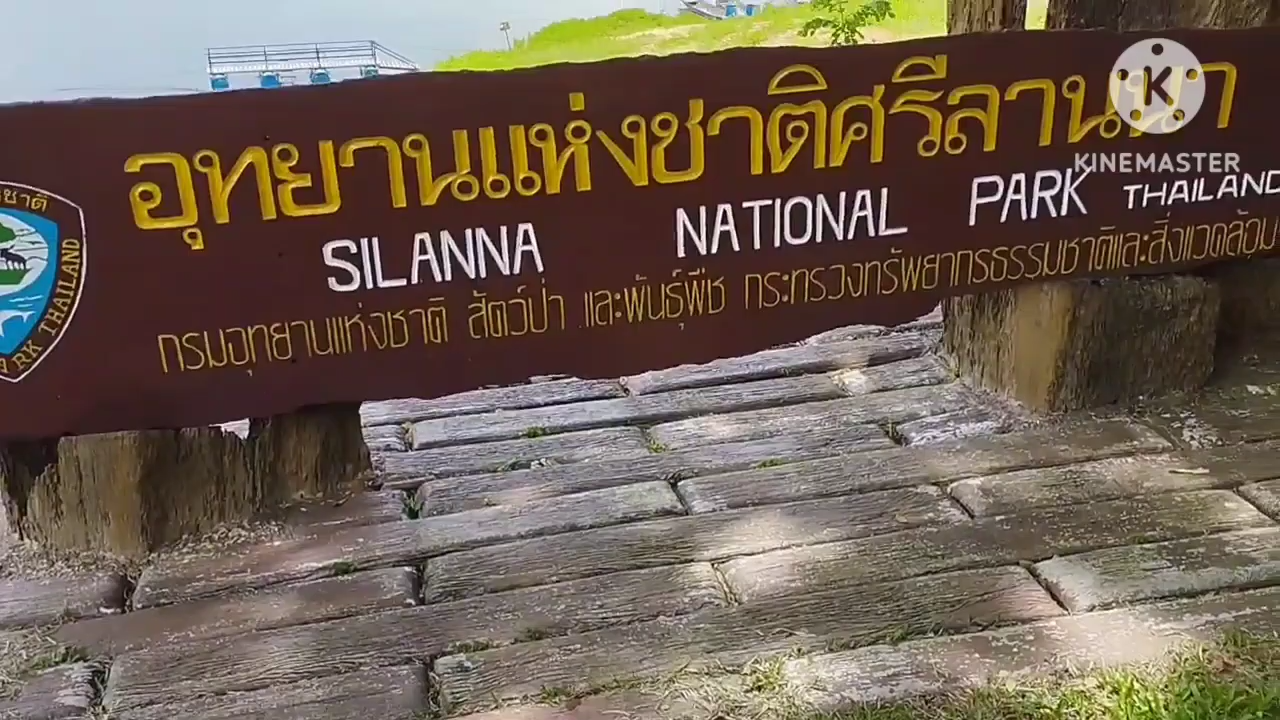 อุทยานแห่งชาติศรีลานนา
SILANNA NATIONAL PARK THAILAND
กรมอุทยานแห่งชาติ สัตว์ป่า และพันธุ์พืช กระทรวงทรัพยากรธรรมชาติและสิ่งแวดล้อม
THAILAND
K
KINEMASTER